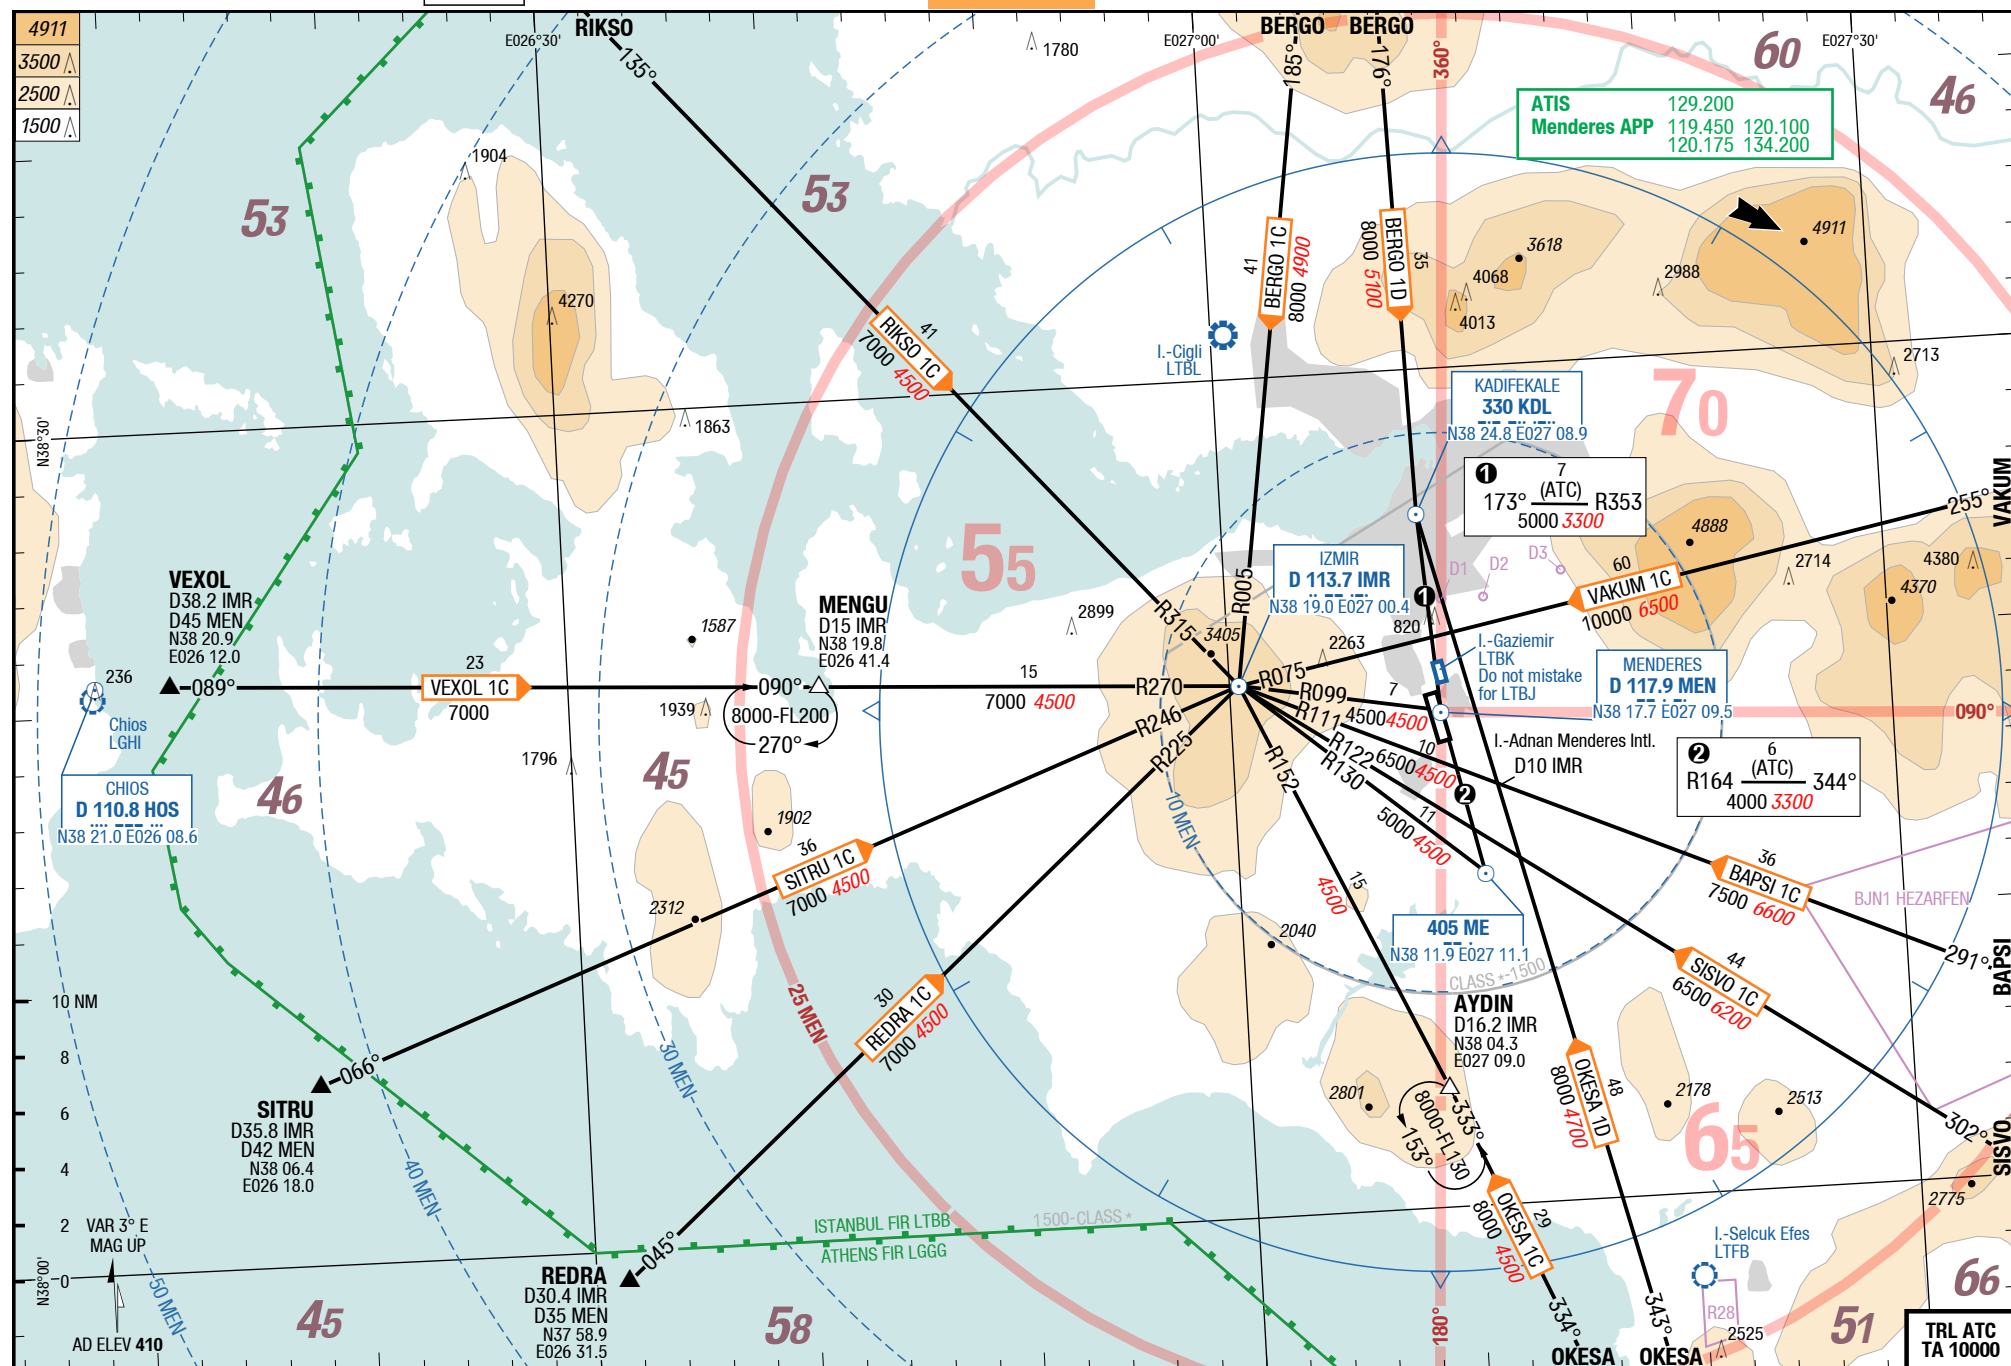 4911
3500
2500
1500
RIKSO
E026°30'
135°
1780
E027°00'
BERGO
BERGO
185°
176°
360°
60
E027°30'
46
ATIS 129.200
Menderes APP 119.450 120.100
120.175 134.200
1904
53
53
4911
3618
4068
4013
2988
2713
4270
1863
41
RIKSO 1C
7000 4500
41
BERGO 1C
8000 4900
35
BERGO 1D
8000 5100
I.-Cigli
LTBL
KADIFEKALE
330 KDL
N38 24.8 E027 08.9
70
N38°30'
1
7
(ATC)
173° R353
5000 3300
4888
2714
4380
4370
255°
VAKUM
60
VAKUM 1C
10000 6500
55
IZMIR
D 113.7 IMR
N38 19.0 E027 00.4
D1
D2
D3
1
820
VEXOL
D38.2 IMR
D45 MEN
N38 20.9
E026 12.0
089°
23
VEXOL 1C
7000
236
Chios
LGHI
CHIOS
D 110.8 HOS
N38 21.0 E026 08.6
1587
1939
1796
MENGU
D15 IMR
N38 19.8
E026 41.4
090°
8000-FL200
270°
2899
15
7000 4500
R315
3405
R005
2263
R075
R270
R246
R225
R099
R111
R122
R130
R152
7
4500 4500
10
6500 4500
11
5000 4500
15
4500
I.-Gaziemir
LTBK
Do not mistake
for LTBJ
MENDERES
D 117.9 MEN
N38 17.7 E027 09.5
090°
I.-Adnan Menderes Intl.
D10 IMR
2
2
6
(ATC)
R164 344°
4000 3300
46
45
1902
2312
36
SITRU 1C
7000 4500
10 MEN
2040
405 ME
N38 11.9 E027 11.1
CLASS *-1500
36
BAPSI 1C
7500 6600
BJN1 HEZARFEN
291°
BAPSI
44
SISVO 1C
6500 6200
302°
SISVO
30
REDRA 1C
7000 4500
25 MEN
30 MEN
40 MEN
50 MEN
AYDIN
D16.2 IMR
N38 04.3
E027 09.0
2801
333°
8000-FL130
153°
48
OKESA 1D
8000 4700
29
OKESA 1C
8000 4500
2178
2513
65
2775
10 NM
8
6
4
2
0
066°
SITRU
D35.8 IMR
D42 MEN
N38 06.4
E026 18.0
VAR 3° E
MAG UP
AD ELEV 410
N38°00'
45
045°
REDRA
D30.4 IMR
D35 MEN
N37 58.9
E026 31.5
ISTANBUL FIR LTBB
ATHENS FIR LGGG
1500-CLASS *
58
180°
334°
OKESA
343°
OKESA
I.-Selcuk Efes
LTFB
R28
2525
51
66
TRL ATC
TA 10000